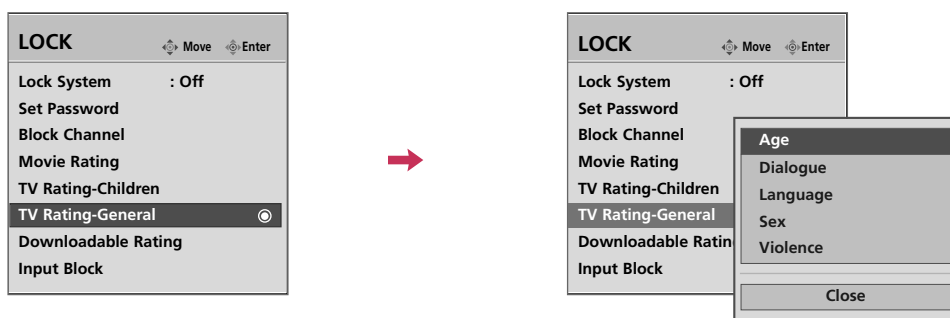 LOCK Move Enter
Lock System : Off
Set Password
Block Channel
Movie Rating
TV Rating-Children
TV Rating-General
Downloadable Rating
Input Block
LOCK Move Enter
Lock System : Off
Set Password
Block Channel
Movie Rating
TV Rating-Children
TV Rating-General
Downloadable Ratin
Input Block
Age
Dialogue
Language
Sex
Violence
Close